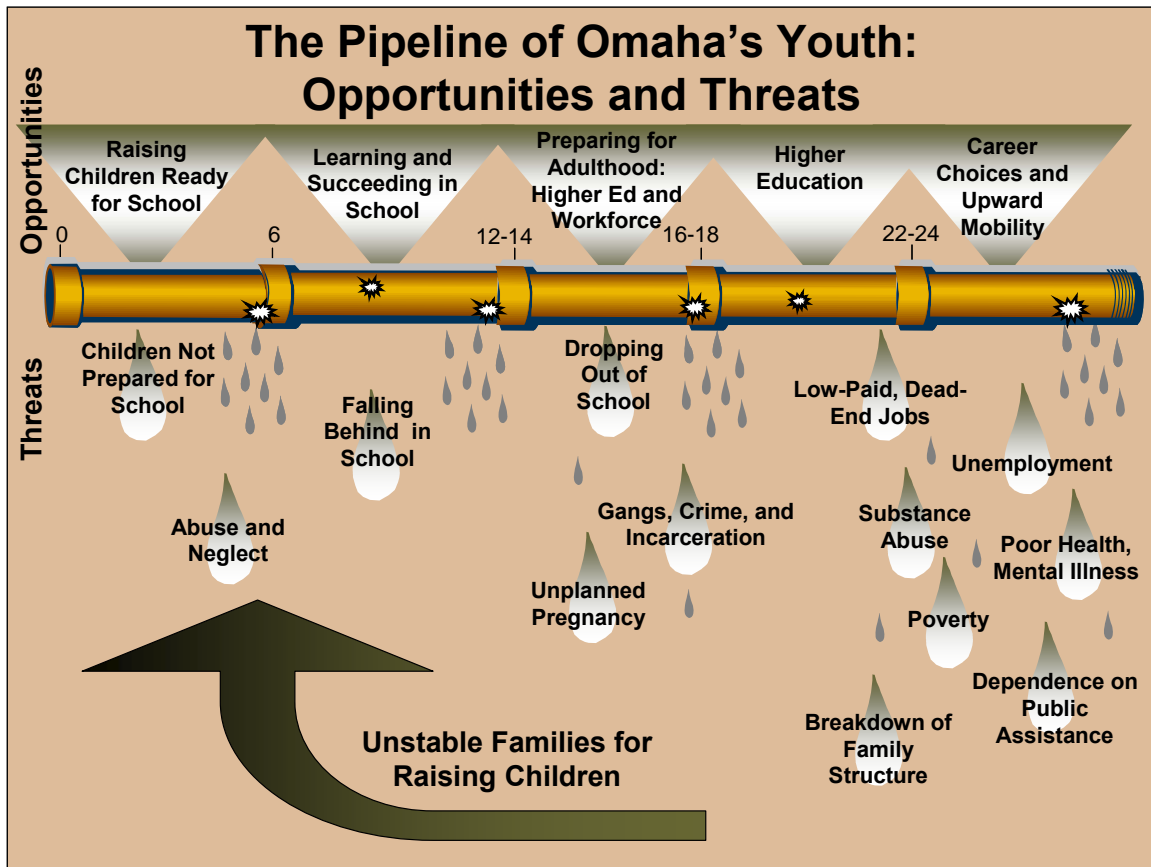 The Pipeline of Omaha's Youth:
Opportunities and Threats
Opportunities
Raising
Children Ready
for School
Learning and
Succeeding in
School
Preparing for
Adulthood:
Higher Ed and
Workforce
Higher
Education
Career
Choices and
Upward
Mobility
0
6
12-14
16-18
22-24
Threats
Children Not
Prepared for
School
Abuse and
Neglect
Falling
Behind in
School
Dropping
Out of
School
Gangs, Crime, and
Incarceration
Unplanned
Pregnancy
Low-Paid, Dead-
End Jobs
Unemployment
Substance
Abuse
Poor Health,
Mental Illness
Poverty
Dependence on
Public
Assistance
Breakdown of
Family
Structure
Unstable Families for
Raising Children